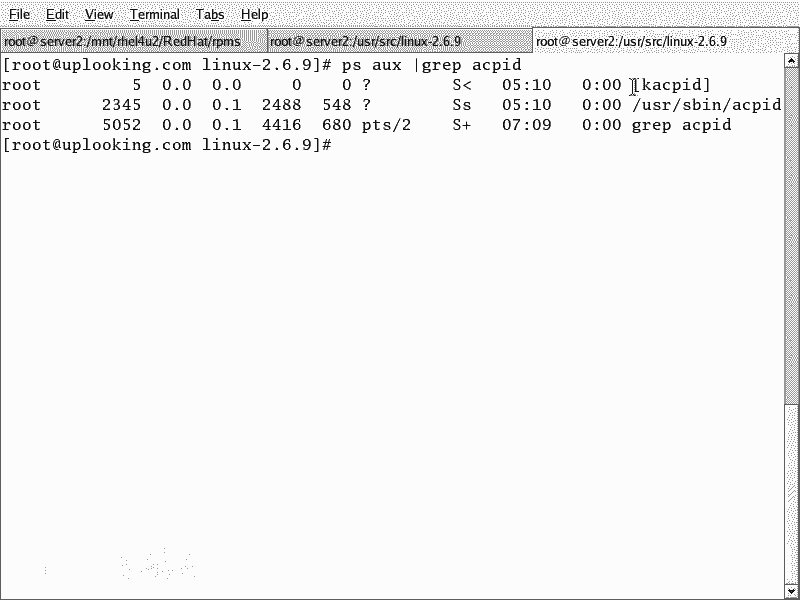 File Edit View Terminal Tabs Help
root@server2:/mnt/rhel4u2/RedHat/rpms root@server2:/usr/src/linux-2.6.9 root@server2:/usr/src/linux-2.6.9
[root@uplooking.com linux-2.6.9]# ps aux |grep acpid
root 5 0.0 0.0 0 0 ? S< 05:10 0:00 [kacpid]
root 2345 0.0 0.1 2488 548 ? Ss 05:10 0:00 /usr/sbin/acpid
root 5052 0.0 0.1 4416 680 pts/2 S+ 07:09 0:00 grep acpid
[root@uplooking.com linux-2.6.9]#